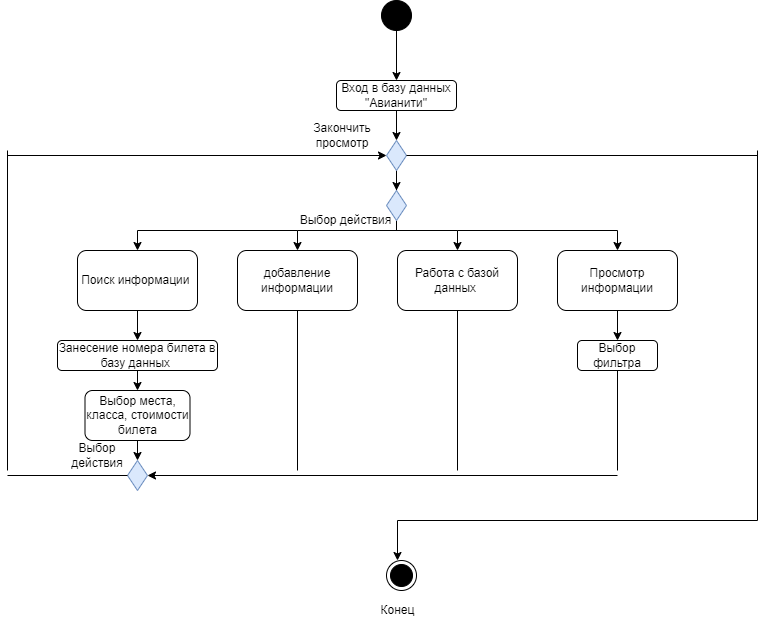 Вход в базу данных
"Авианити"
Закончить
просмотр
Выбор действия
Поиск информации
добавление
информации
Работа с базой
данных
Просмотр
информации
Занесение номера билета в
базу данных
Выбор
фильтра
Выбор места,
класса, стоимости
билета
Выбор
действия
Конец